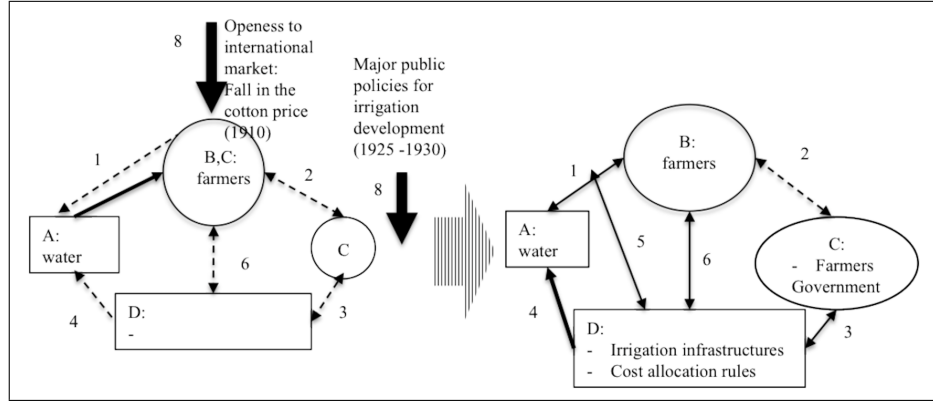 8
Openess to
international
market:
Fall in the
cotton price
(1910)
Major public
policies for
irrigation
development
(1925 -1930)
8
1
B,C:
farmers
2
A:
water
C
6
4
3
D:
-
B:
farmers
1
2
A:
water
5
6
C:
- Farmers
Government
4
3
D:
- Irrigation infrastructures
- Cost allocation rules